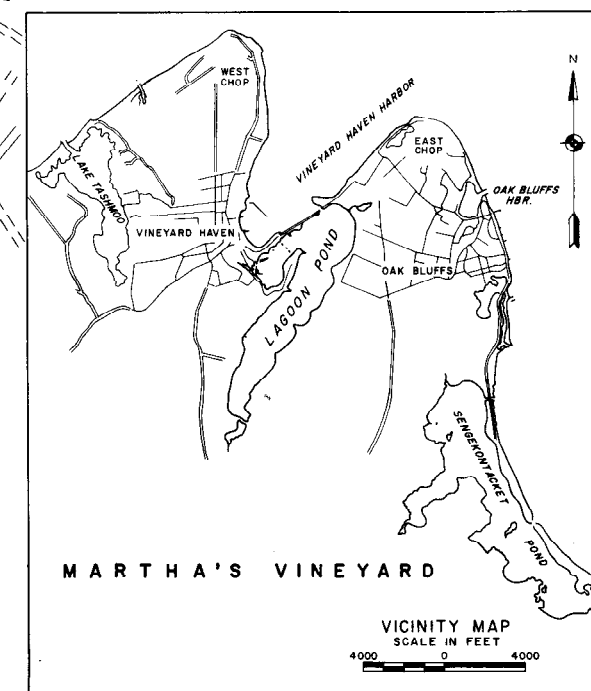 N
WEST
CHOP
VINEYARD HAVEN HARBOR
EAST
CHOP
LAKE TASHMOO
OAK BLUFFS
HBR.
VINEYARD HAVEN
OAK BLUFFS
LAGOON POND
SENGEKONTACKET
POND
MARTHA'S VINEYARD
VICINITY MAP
SCALE IN FEET
4000 0 4000